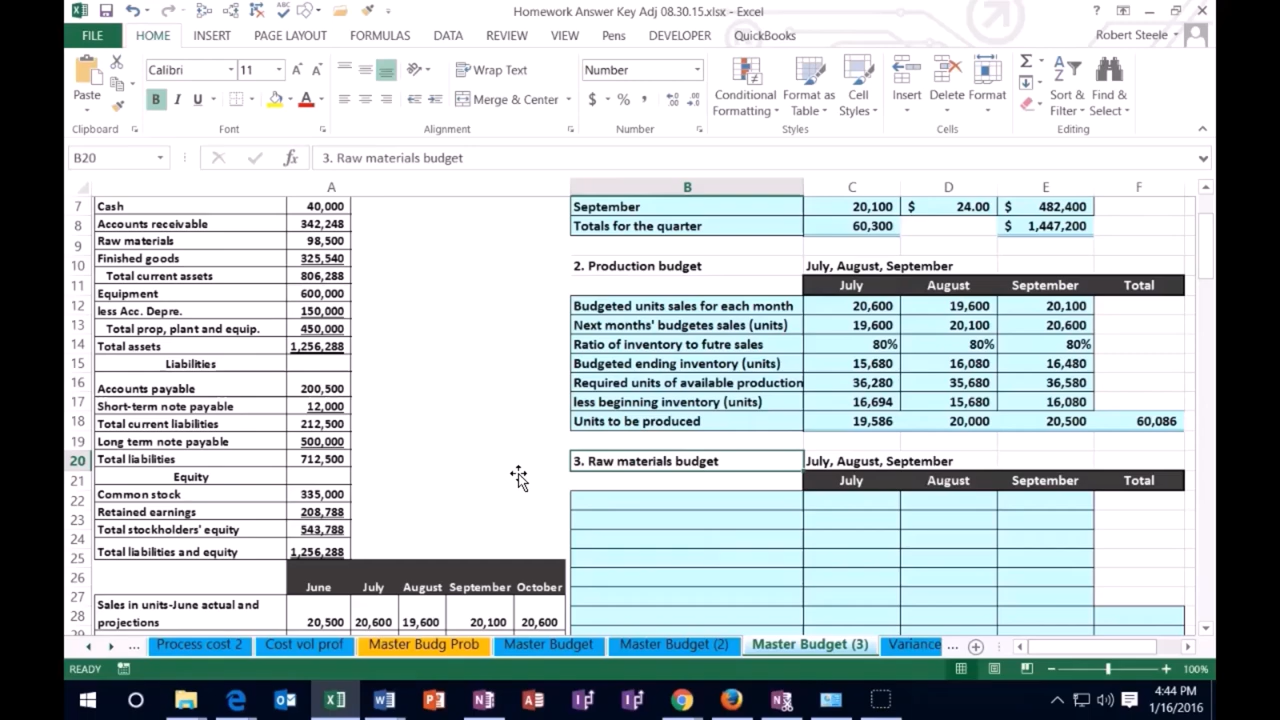 Homework Answer Key Adj 08.30.15.xlsx - Excel
?
FILE HOME INSERT PAGE LAYOUT FORMULAS DATA REVIEW VIEW Pens DEVELOPER QuickBooks Robert Steele
Paste Calibri 11 Wrap Text Number
B I U Merge & Center $ % Conditional Formatting Format as Table Cell Styles Insert Delete Format Sort & Filter Find & Select
Clipboard Font Alignment Number Styles Cells Editing
B20 fx 3. Raw materials budget
A B C D E F
7 Cash 40,000 September 20,100 $ 24.00 $ 482,400
8 Accounts receivable 342,248 Totals for the quarter 60,300 $ 1,447,200
9 Raw materials 98,500
10 Finished goods 325,540 2. Production budget July, August, September
11 Total current assets 806,288 July August September Total
12 Equipment 600,000 Budgeted units sales for each month 20,600 19,600 20,100
13 less Acc. Depre. 150,000 Next months' budgetes sales (units) 19,600 20,100 20,600
14 Total prop, plant and equip. 450,000 Ratio of inventory to futre sales 80% 80% 80%
15 Total assets 1,256,288 Budgeted ending inventory (units) 15,680 16,080 16,480
16 Liabilities Required units of available production 36,280 35,680 36,580
17 Accounts payable 200,500 less beginning inventory (units) 16,694 15,680 16,080
18 Short-term note payable 12,000 Units to be produced 19,586 20,000 20,500 60,086
19 Total current liabilities 212,500
20 Long term note payable 500,000 3. Raw materials budget July, August, September
21 Total liabilities 712,500 July August September Total
22 Equity
23 Common stock 335,000
24 Retained earnings 208,788
25 Total stockholders' equity 543,788
26 Total liabilities and equity 1,256,288
27 June July August September October
28 Sales in units-June actual and
projections 20,500 20,600 19,600 20,100 20,600
29
... Process cost 2 Cost vol prof Master Budg Prob Master Budget Master Budget (2) Master Budget (3) Variance ...
READY 100%
4:44 PM
1/16/2016